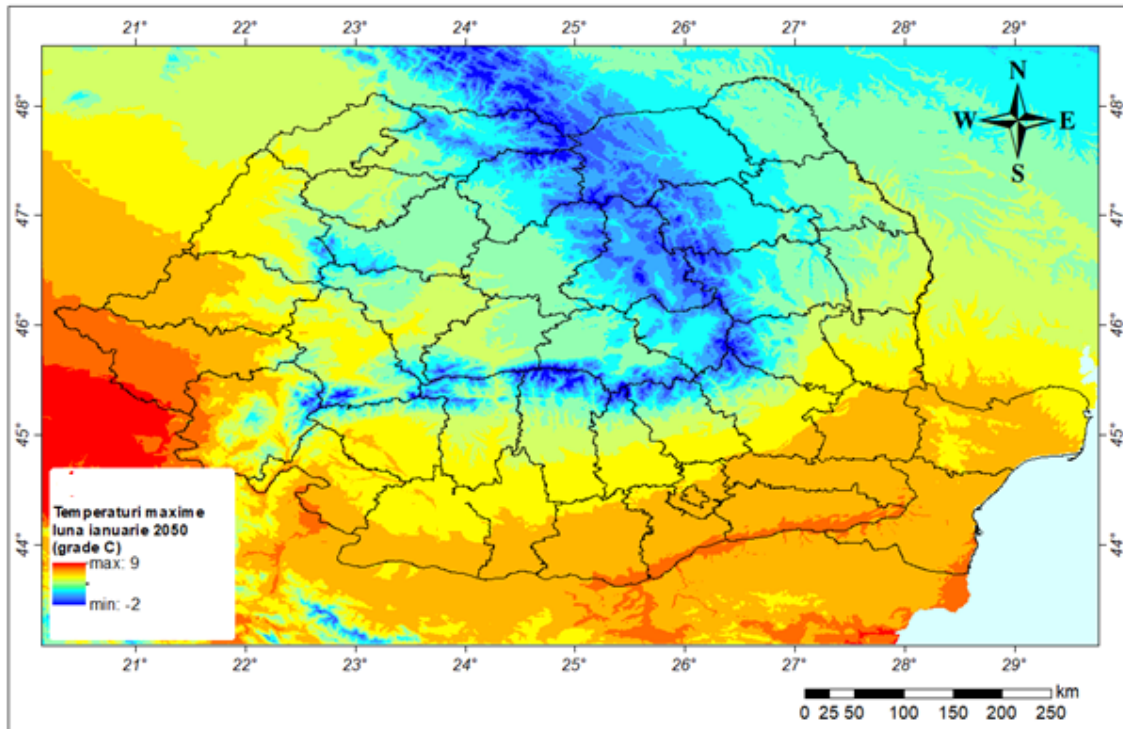 21° 22° 23° 24° 25° 26° 27° 28° 29°
N
W E
S
48° 48°
47° 47°
46° 46°
45° 45°
44° 44°
Temperaturi maxime
luna ianuarie 2050
(grade C)
max: 9
min: -2
21° 22° 23° 24° 25° 26° 27° 28° 29°
km
0 25 50 100 150 200 250